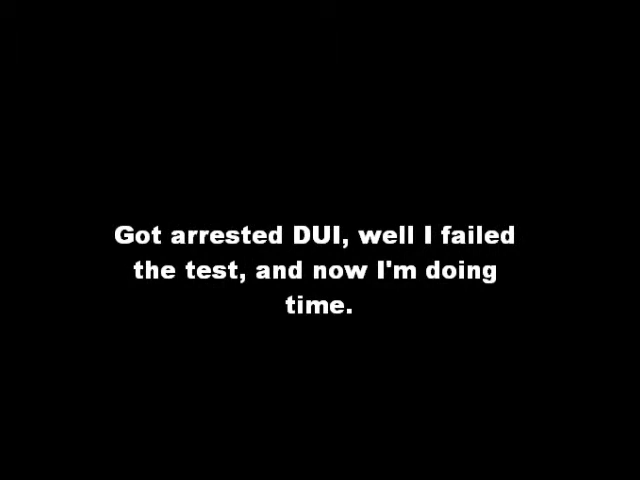 Got arrested DUI, well I failed
the test, and now I'm doing
time.